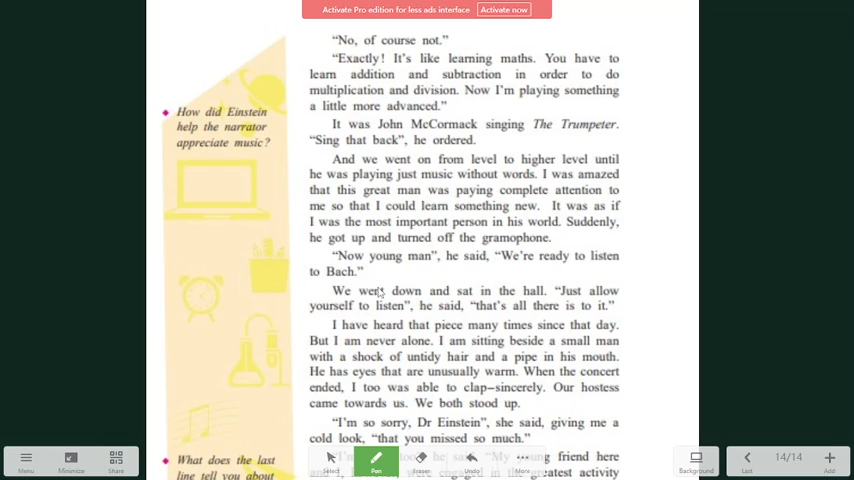 Activate Pro edition for less ads interface Activate now
"No, of course not."
"Exactly! It's like learning maths. You have to
learn addition and subtraction in order to do
multiplication and division. Now I'm playing something
a little more advanced."
It was John McCormack singing The Trumpeter.
"Sing that back", he ordered.
And we went on from level to higher level until
he was playing just music without words. I was amazed
that this great man was paying complete attention to
me so that I could learn something new. It was as if
I was the most important person in his world. Suddenly,
he got up and turned off the gramophone.
"Now young man", he said, "We're ready to listen
to Bach."
We went down and sat in the hall. "Just allow
yourself to listen", he said, "that's all there is to it."
I have heard that piece many times since that day.
But I am never alone. I am sitting beside a small man
with a shock of untidy hair and a pipe in his mouth.
He has eyes that are unusually warm. When the concert
ended, I too was able to clap–sincerely. Our hostess
came towards us. We both stood up.
"I'm so sorry, Dr Einstein", she said, giving me a
cold look, "that you missed so much."
he said. "My young friend here
engaged in the greatest activity
How did Einstein
help the narrator
appreciate music?
What does the last
line tell you about
Menu Minimize Share Select Pen Eraser Undo More Background Last 14/14 Add